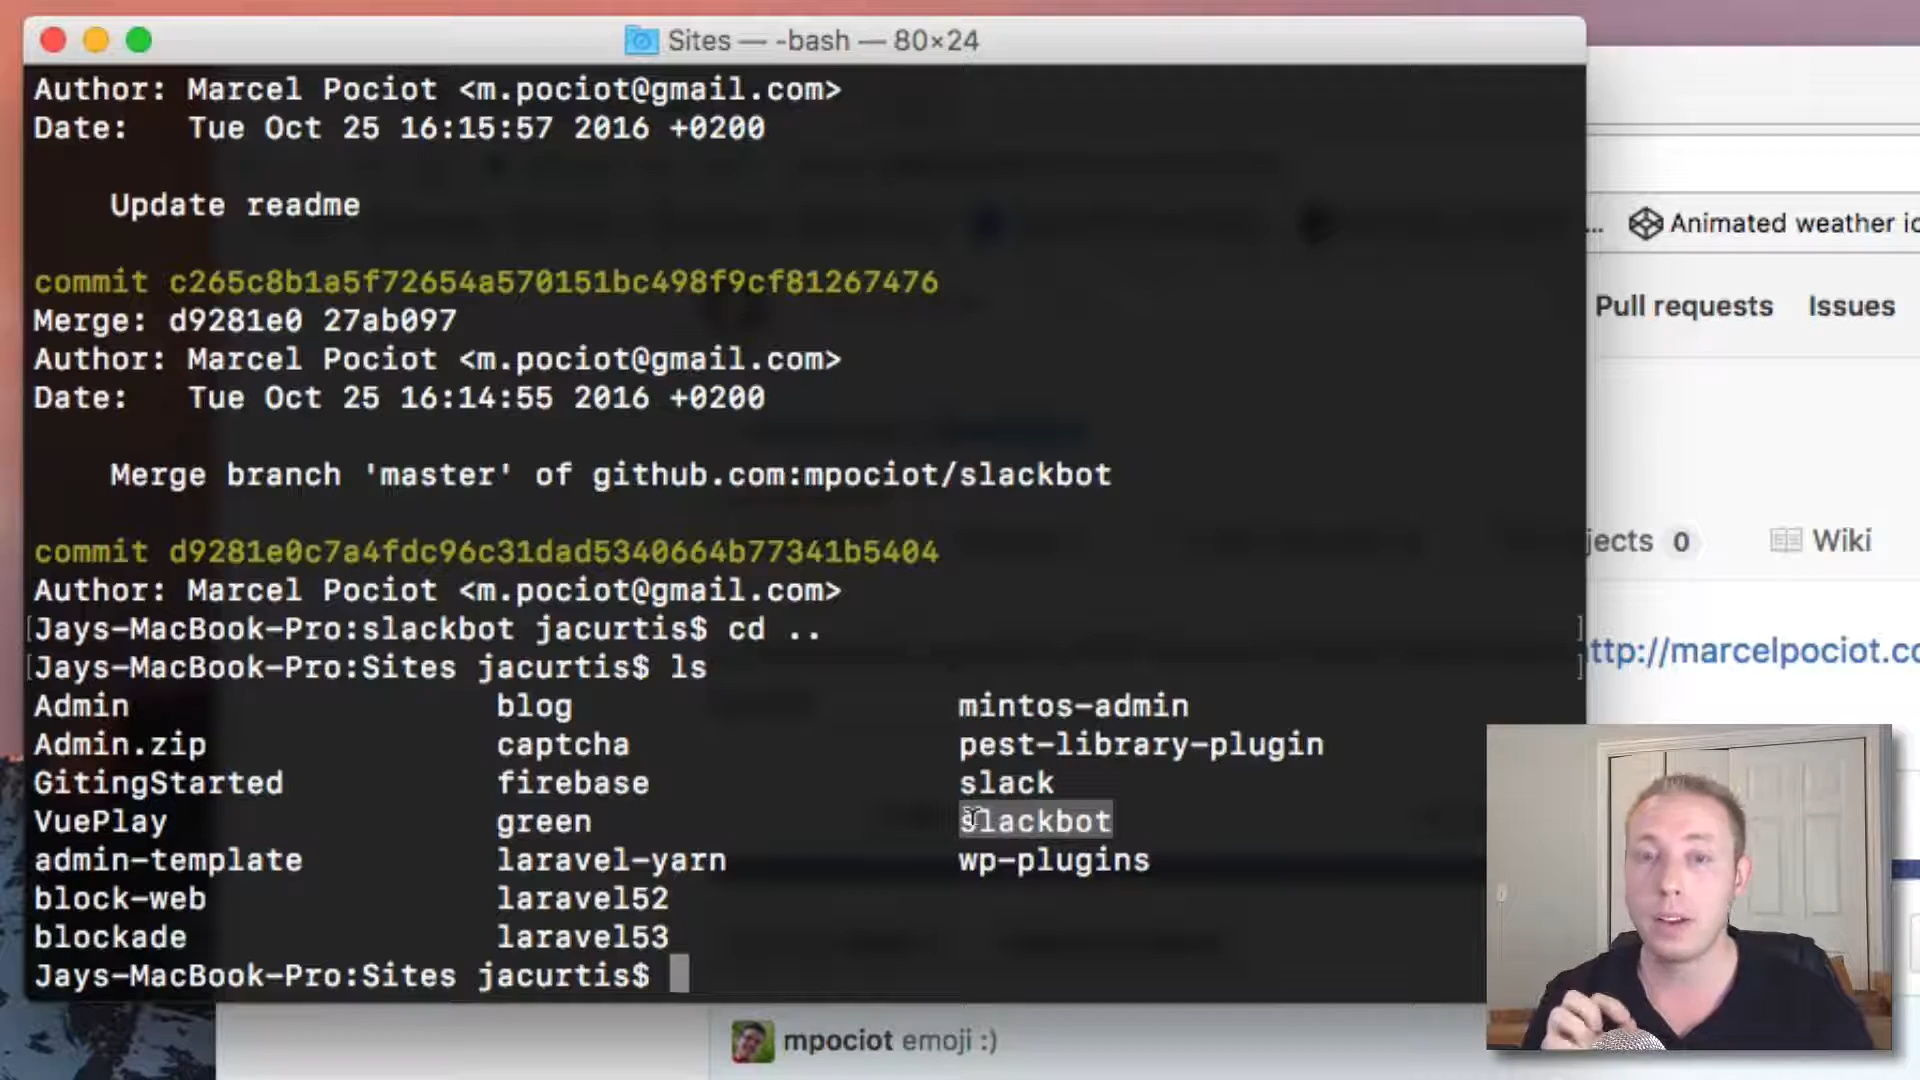 Sites — -bash — 80×24
Author: Marcel Pociot <m.pociot@gmail.com>
Date:   Tue Oct 25 16:15:57 2016 +0200
Update readme
commit c265c8b1a5f72654a570151bc498f9cf81267476
Merge: d9281e0 27ab097
Author: Marcel Pociot <m.pociot@gmail.com>
Date:   Tue Oct 25 16:14:55 2016 +0200
Merge branch 'master' of github.com:mpociot/slackbot
commit d9281e0c7a4fdc96c31dad5340664b77341b5404
Author: Marcel Pociot <m.pociot@gmail.com>
[Jays-MacBook-Pro:slackbot jacurtis$ cd .. ]
[Jays-MacBook-Pro:Sites jacurtis$ ls ]
Admin blog mintos-admin
Admin.zip captcha pest-library-plugin
GitingStarted firebase slack
VuePlay green slackbot
admin-template laravel-yarn wp-plugins
block-web laravel52
blockade laravel53
Jays-MacBook-Pro:Sites jacurtis$
... Animated weather ic
Pull requests Issues
jects 0 Wiki
ttp://marcelpociot.co
mpociot emoji :)